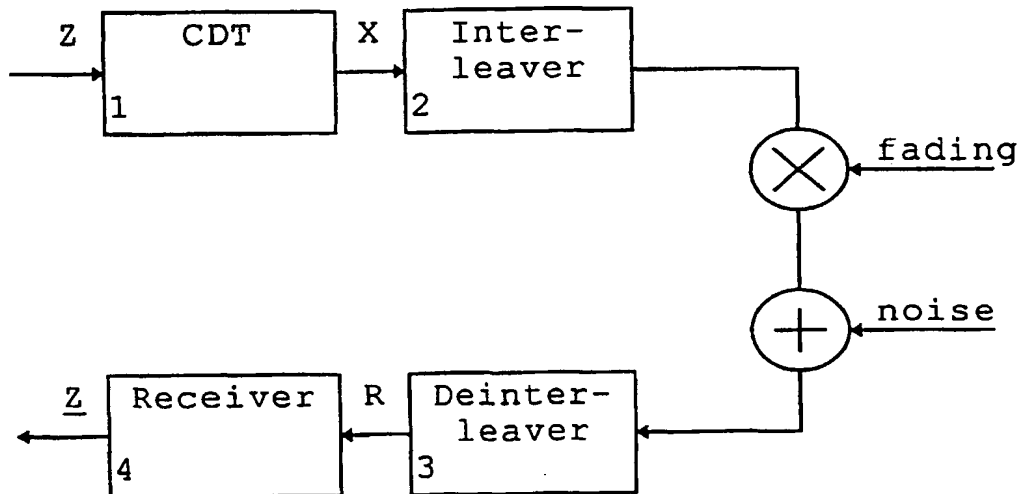 Z
CDT
1
X
Inter-
leaver
2
fading
noise
Z
Receiver
4
R
Deinter-
leaver
3